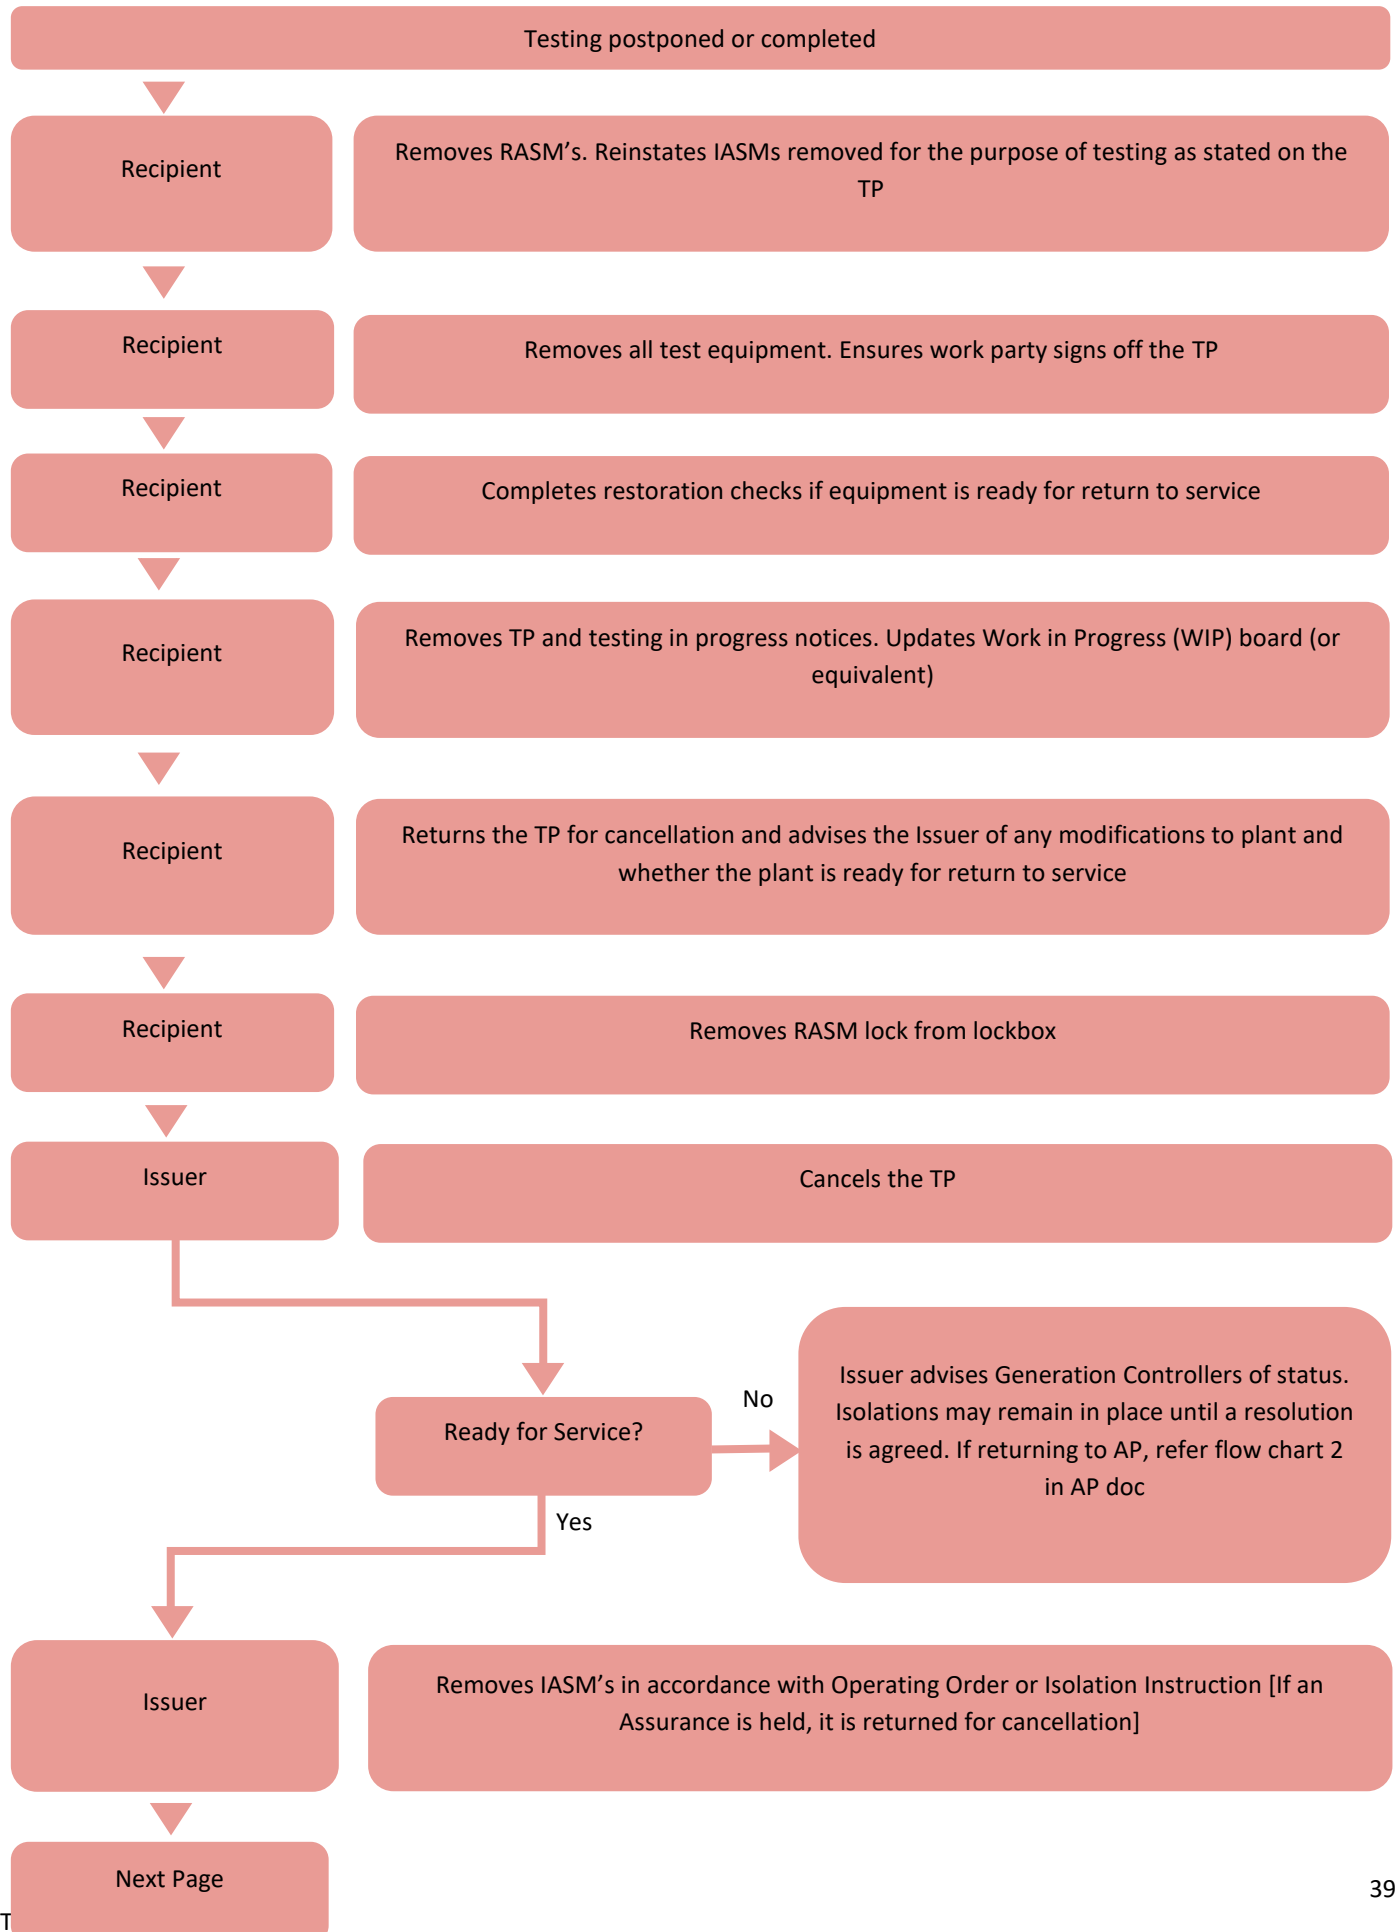 Testing postponed or completed
Recipient
Removes RASM’s. Reinstates IASMs removed for the purpose of testing as stated on the
TP
Recipient
Removes all test equipment. Ensures work party signs off the TP
Recipient
Completes restoration checks if equipment is ready for return to service
Recipient
Removes TP and testing in progress notices. Updates Work in Progress (WIP) board (or
equivalent)
Recipient
Returns the TP for cancellation and advises the Issuer of any modifications to plant and
whether the plant is ready for return to service
Recipient
Removes RASM lock from lockbox
Issuer
Cancels the TP
Ready for Service?
No
Issuer advises Generation Controllers of status.
Isolations may remain in place until a resolution
is agreed. If returning to AP, refer flow chart 2
in AP doc
Yes
Issuer
Removes IASM’s in accordance with Operating Order or Isolation Instruction [If an
Assurance is held, it is returned for cancellation]
Next Page
39
T